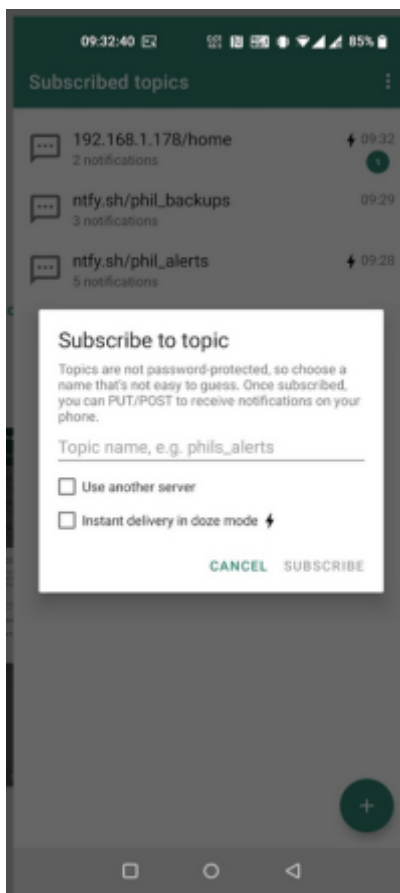 09:32:40 85%
Subscribed topics
192.168.1.178/home 09:32
2 notifications 1
ntfy.sh/phil_backups 09:29
3 notifications
ntfy.sh/phil_alerts 09:28
5 notifications
Subscribe to topic
Topics are not password-protected, so choose a
name that's not easy to guess. Once subscribed,
you can PUT/POST to receive notifications on your
phone.
Topic name, e.g. phils_alerts
Use another server
Instant delivery in doze mode
CANCEL SUBSCRIBE